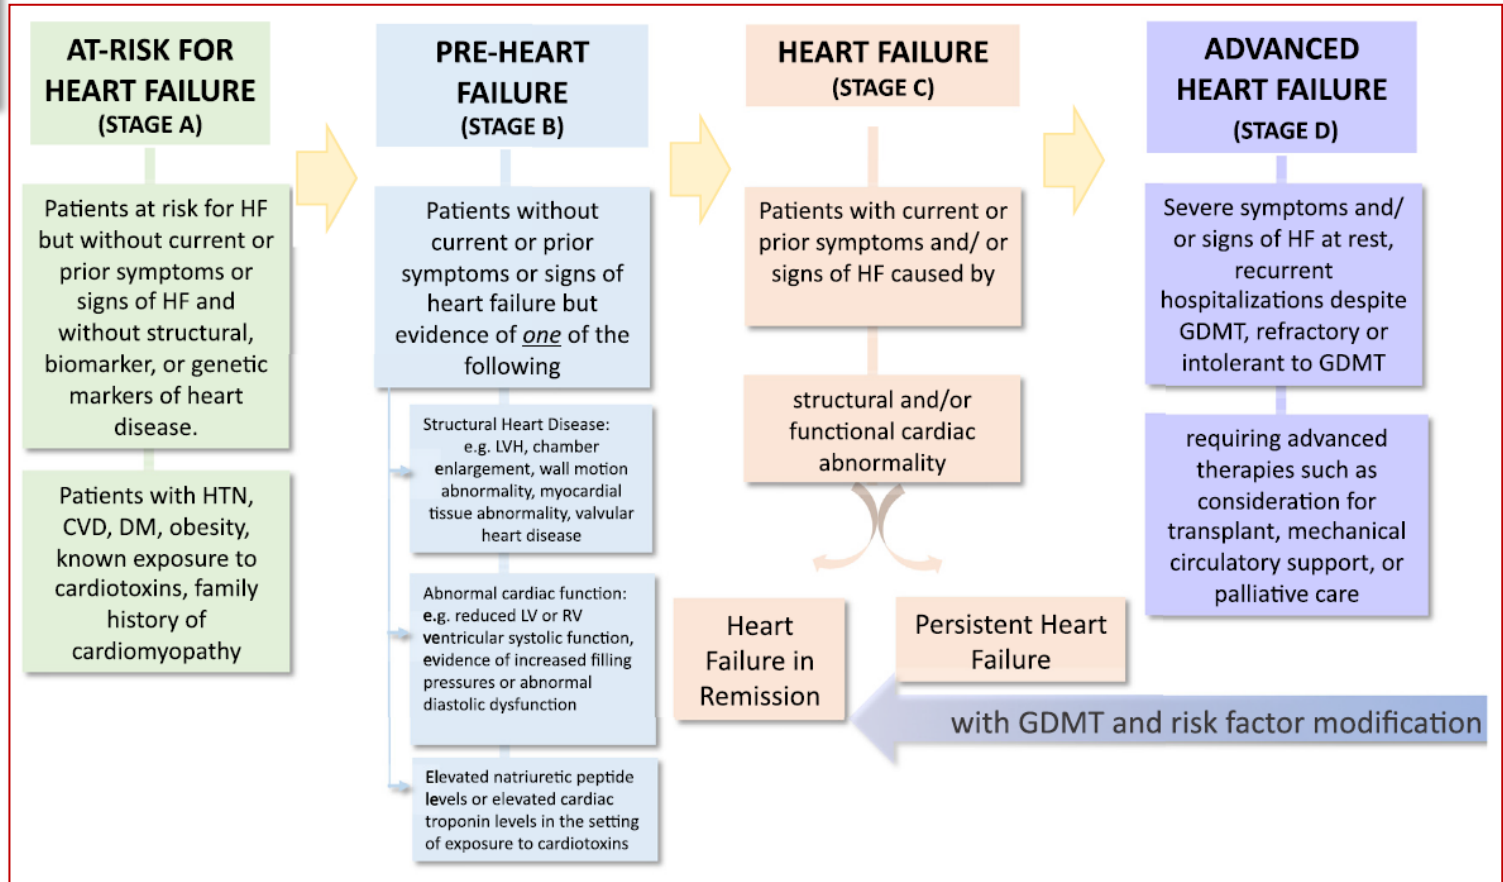 AT-RISK FOR
HEART FAILURE
(STAGE A)
Patients at risk for HF
but without current or
prior symptoms or
signs of HF and
without structural,
biomarker, or genetic
markers of heart
disease.
Patients with HTN,
CVD, DM, obesity,
known exposure to
cardiotoxins, family
history of
cardiomyopathy
PRE-HEART
FAILURE
(STAGE B)
Patients without
current or prior
symptoms or signs of
heart failure but
evidence of one of the
following
Structural Heart Disease:
e.g. LVH, chamber
enlargement, wall motion
abnormality, myocardial
tissue abnormality, valvular
heart disease
Abnormal cardiac function:
e.g. reduced LV or RV
ventricular systolic function,
evidence of increased filling
pressures or abnormal
diastolic dysfunction
Elevated natriuretic peptide
levels or elevated cardiac
troponin levels in the setting
of exposure to cardiotoxins
HEART FAILURE
(STAGE C)
Patients with current or
prior symptoms and/ or
signs of HF caused by
structural and/or
functional cardiac
abnormality
Heart
Failure in
Remission
Persistent Heart
Failure
ADVANCED
HEART FAILURE
(STAGE D)
Severe symptoms and/
or signs of HF at rest,
recurrent
hospitalizations despite
GDMT, refractory or
intolerant to GDMT
requiring advanced
therapies such as
consideration for
transplant, mechanical
circulatory support, or
palliative care
with GDMT and risk factor modification